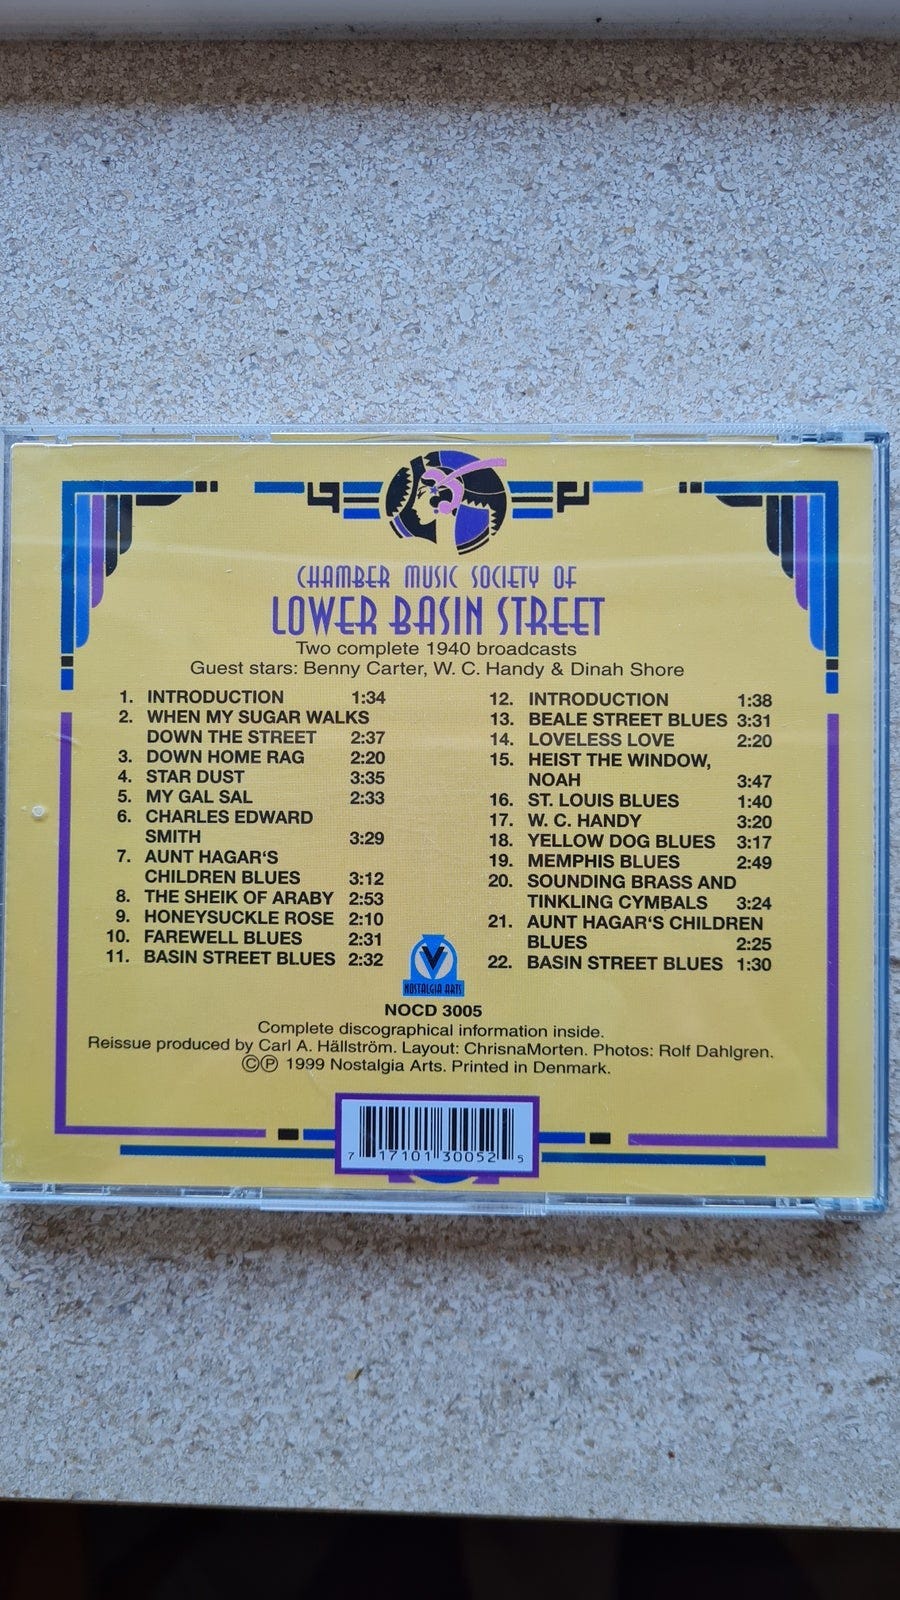 CHAMBER MUSIC SOCIETY OF
LOWER BASIN STREET
Two complete 1940 broadcasts
Guest stars: Benny Carter, W. C. Handy & Dinah Shore
1. INTRODUCTION 1:34
2. WHEN MY SUGAR WALKS
DOWN THE STREET 2:37
3. DOWN HOME RAG 2:20
4. STAR DUST 3:35
5. MY GAL SAL 2:33
6. CHARLES EDWARD
SMITH 3:29
7. AUNT HAGAR'S
CHILDREN BLUES 3:12
8. THE SHEIK OF ARABY 2:53
9. HONEYSUCKLE ROSE 2:10
10. FAREWELL BLUES 2:31
11. BASIN STREET BLUES 2:32
12. INTRODUCTION 1:38
13. BEALE STREET BLUES 3:31
14. LOVELESS LOVE 2:20
15. HEIST THE WINDOW,
NOAH 3:47
16. ST. LOUIS BLUES 1:40
17. W. C. HANDY 3:20
18. YELLOW DOG BLUES 3:17
19. MEMPHIS BLUES 2:49
20. SOUNDING BRASS AND
TINKLING CYMBALS 3:24
21. AUNT HAGAR'S CHILDREN
BLUES 2:25
22. BASIN STREET BLUES 1:30
NOSTALGIA ARTS
NOCD 3005
Complete discographical information inside.
Reissue produced by Carl A. Hällström. Layout: ChrisnaMorten. Photos: Rolf Dahlgren.
©℗ 1999 Nostalgia Arts. Printed in Denmark.
7 17101 30052 5